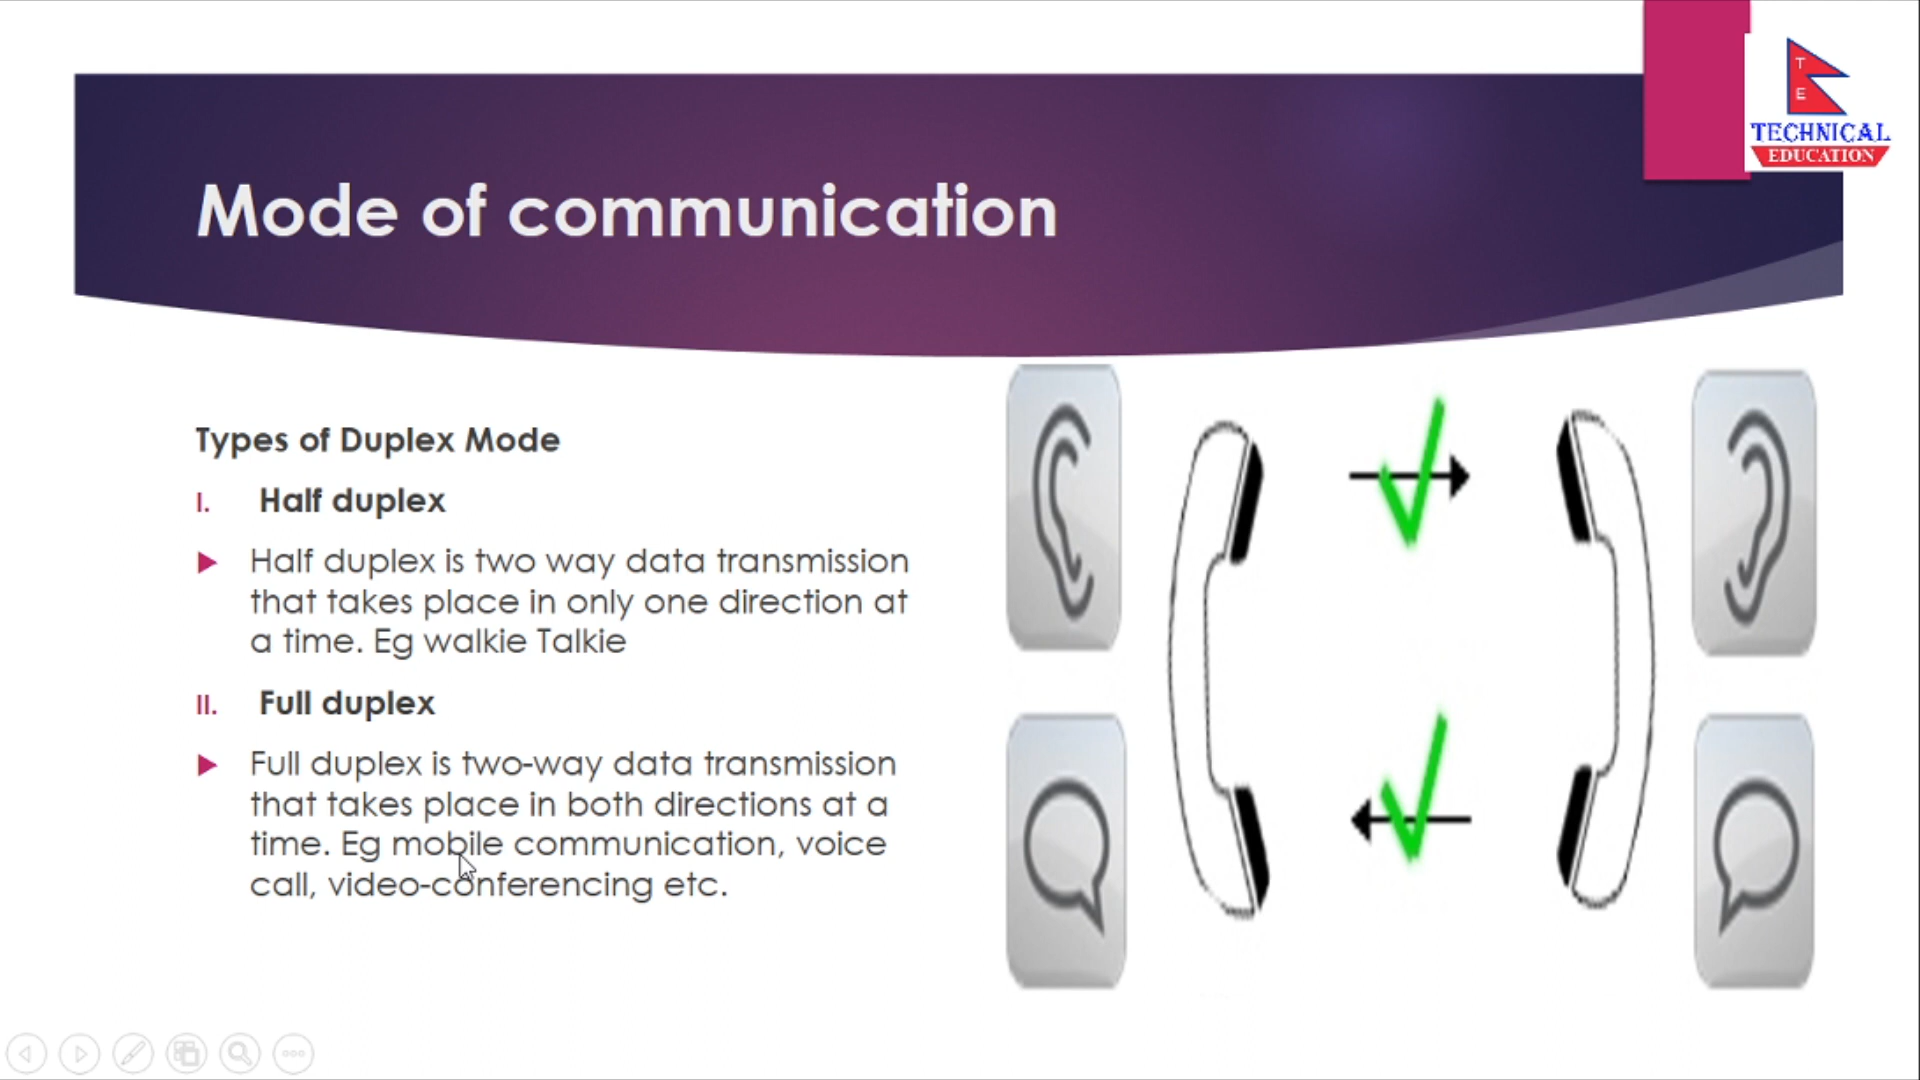 T
E
TECHNICAL
EDUCATION
Mode of communication
Types of Duplex Mode
I. Half duplex
Half duplex is two way data transmission
that takes place in only one direction at
a time. Eg walkie Talkie
II. Full duplex
Full duplex is two-way data transmission
that takes place in both directions at a
time. Eg mobile communication, voice
call, video-conferencing etc.